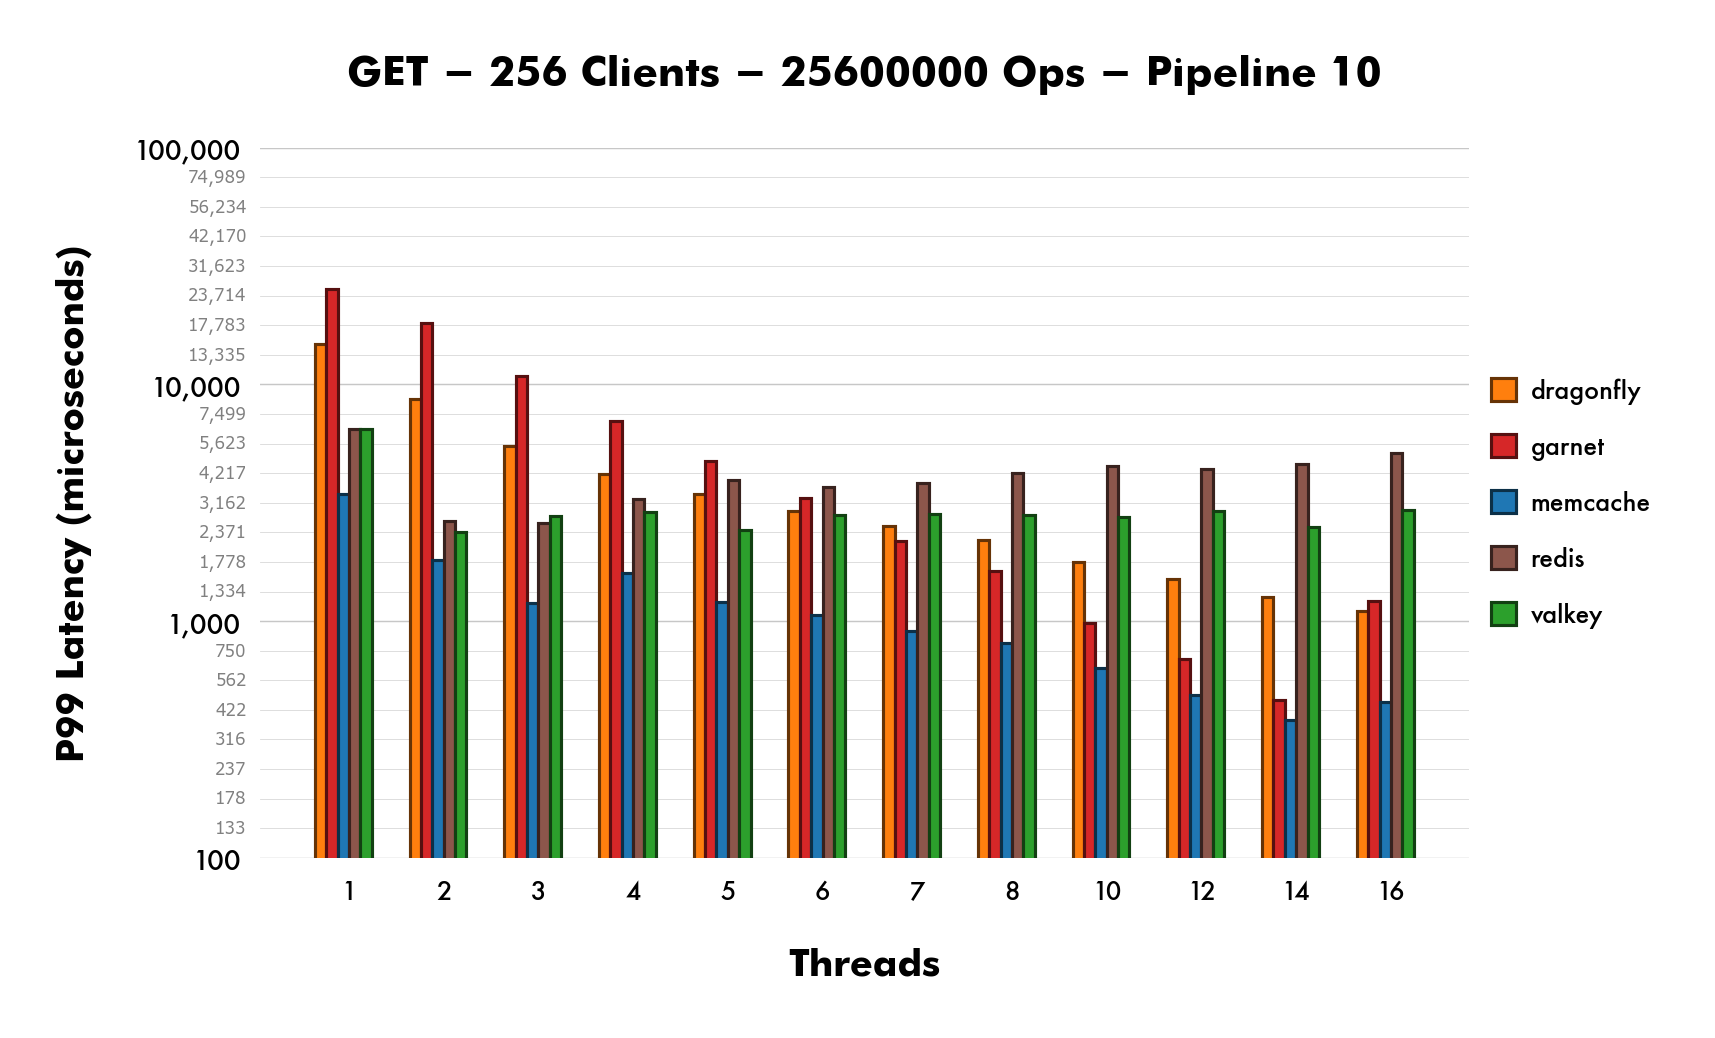 GET – 256 Clients – 25600000 Ops – Pipeline 10
P99 Latency (microseconds)
100,000
74,989
56,234
42,170
31,623
23,714
17,783
13,335
10,000
7,499
5,623
4,217
3,162
2,371
1,778
1,334
1,000
750
562
422
316
237
178
133
100
1 2 3 4 5 6 7 8 10 12 14 16
Threads
dragonfly
garnet
memcache
redis
valkey